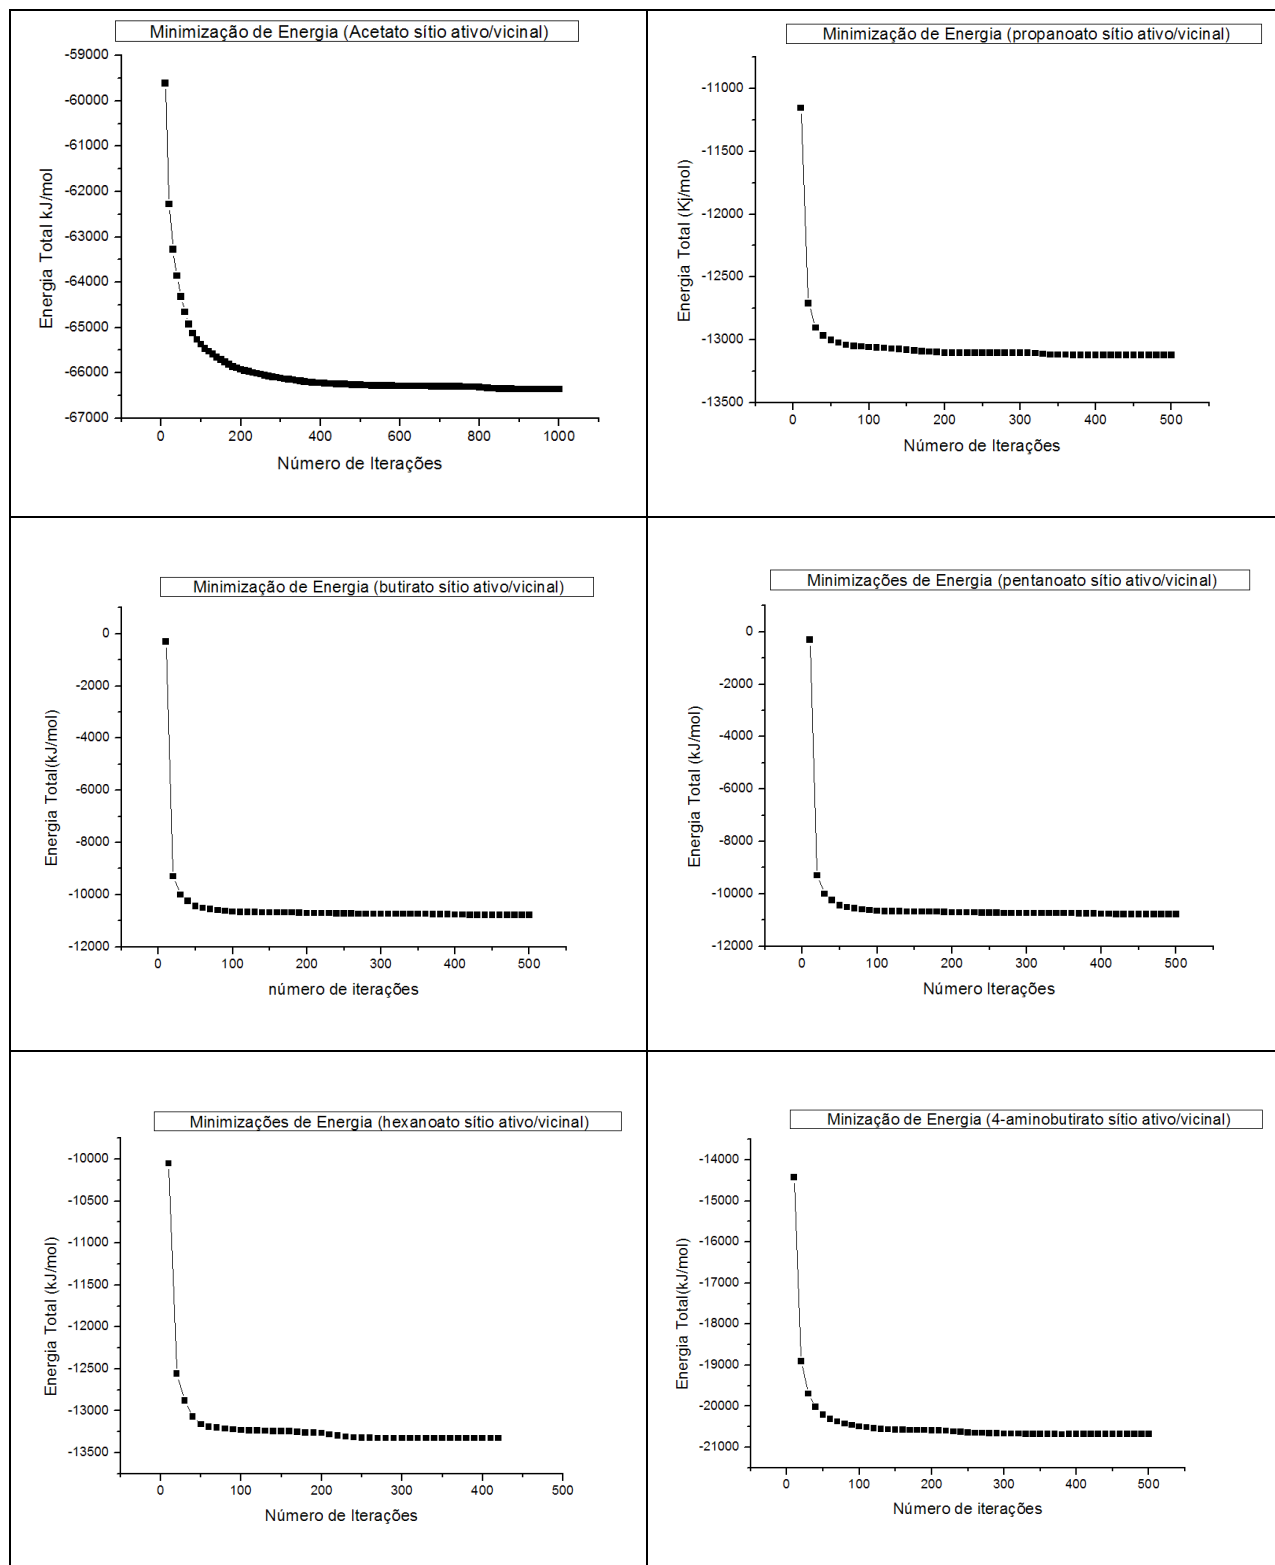 Minimização de Energia (Acetato sítio ativo/vicinal)
-59000
-60000
-61000
-62000
-63000
-64000
-65000
-66000
-67000
Energia Total kJ/mol
0 200 400 600 800 1000
Número de Iterações
Minimização de Energia (propanoato sítio ativo/vicinal)
-11000
-11500
-12000
-12500
-13000
-13500
Energia Total (Kj/mol)
0 100 200 300 400 500
Número de Iterações
Minimização de Energia (butirato sítio ativo/vicinal)
0
-2000
-4000
-6000
-8000
-10000
-12000
Energia Total(kJ/mol)
0 100 200 300 400 500
número de iterações
Minimizações de Energia (pentanoato sítio ativo/vicinal)
0
-2000
-4000
-6000
-8000
-10000
-12000
Energia Total (kJ/mol)
0 100 200 300 400 500
Número Iterações
Minimizações de Energia (hexanoato sítio ativo/vicinal)
-10000
-10500
-11000
-11500
-12000
-12500
-13000
-13500
Energia Total (kJ/mol)
0 100 200 300 400 500
Número de Iterações
Minização de Energia (4-aminobutirato sítio ativo/vicinal)
-14000
-15000
-16000
-17000
-18000
-19000
-20000
-21000
Energia Total(kJ/mol)
0 100 200 300 400 500
Número de iterações